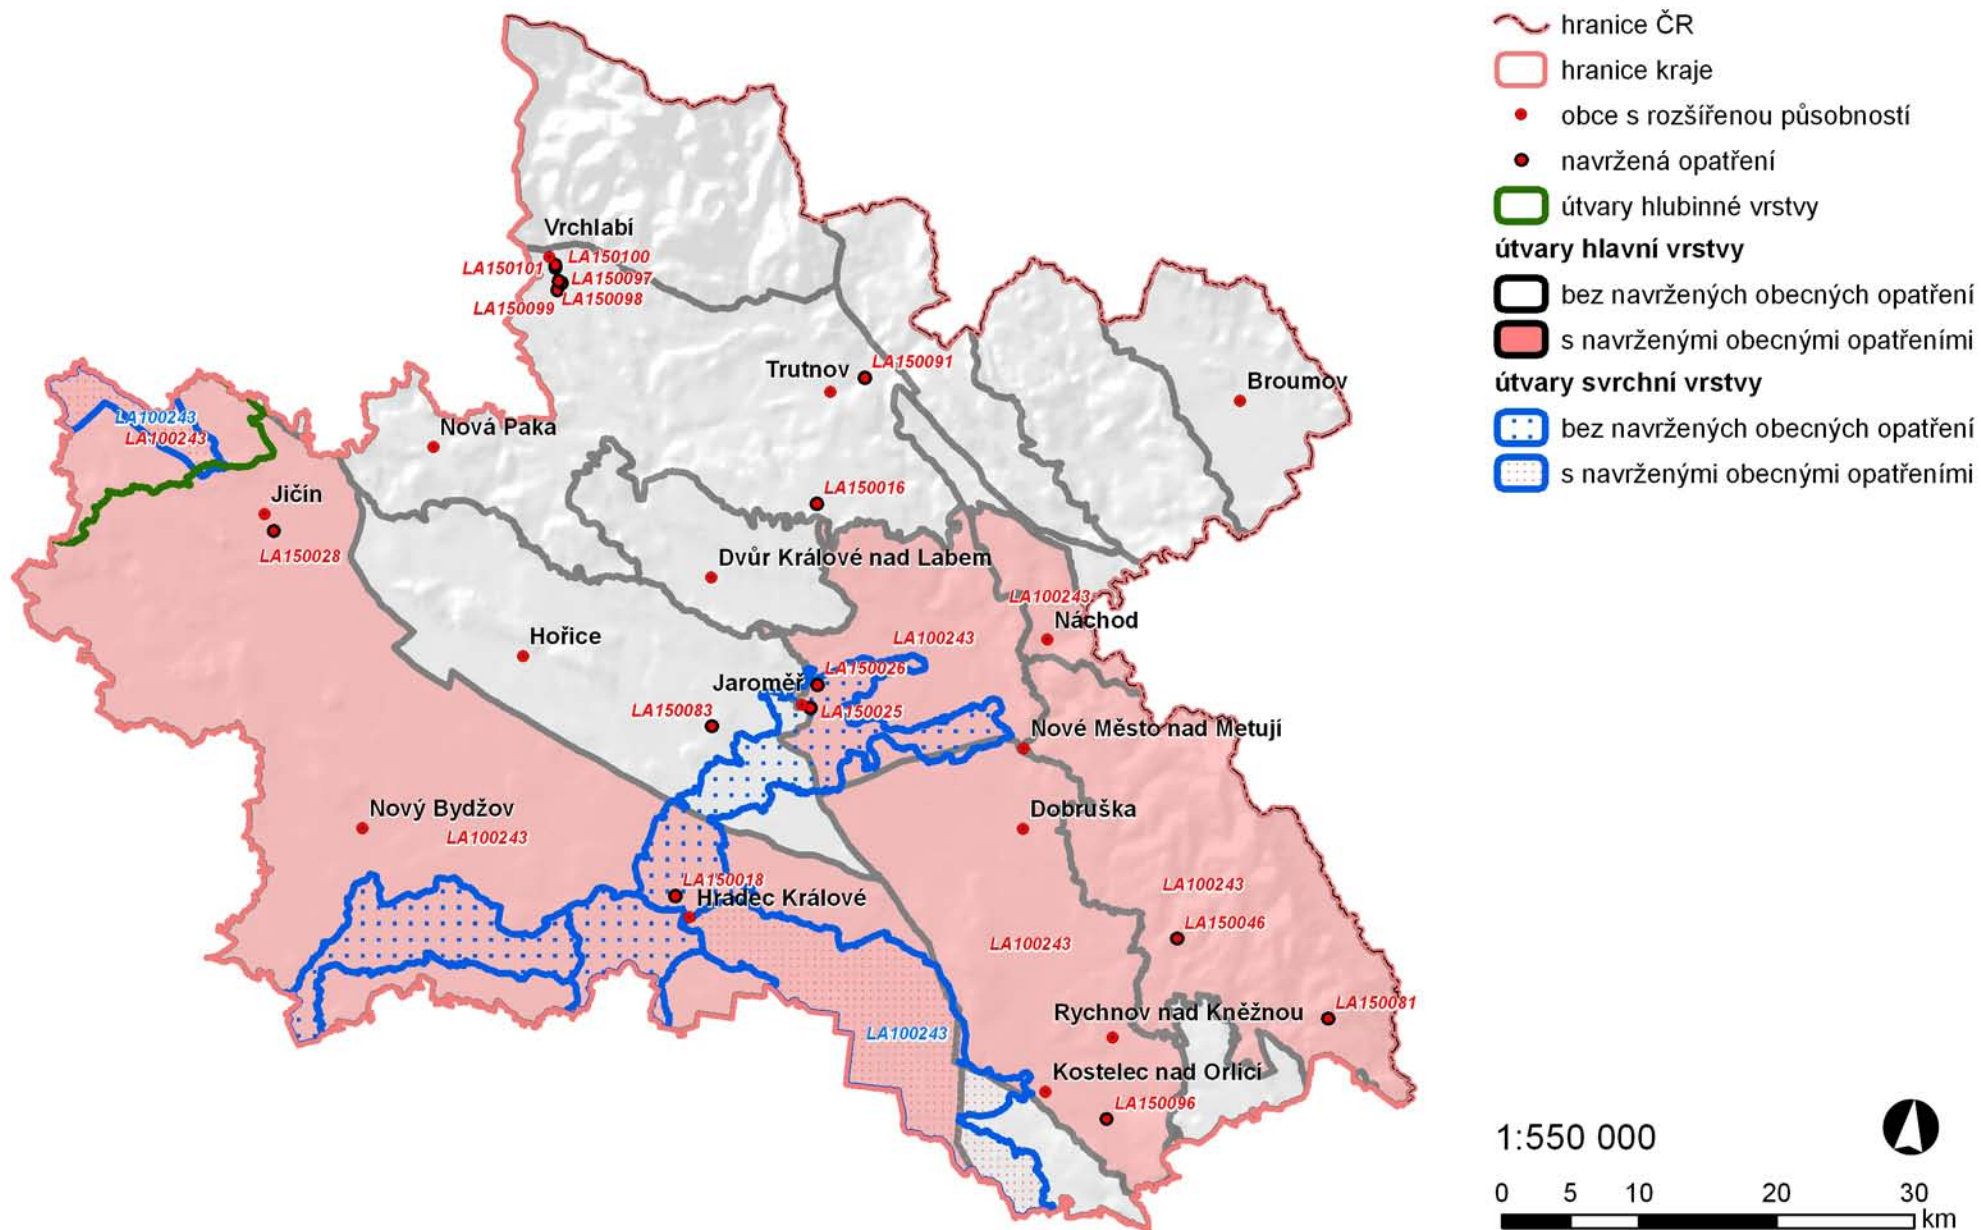 hranice ČR
hranice kraje
obce s rozšířenou působností
navržená opatření
útvary hlubinné vrstvy
útvary hlavní vrstvy
bez navržených obecných opatření
s navrženými obecnými opatřeními
útvary svrchní vrstvy
bez navržených obecných opatření
s navrženými obecnými opatřeními
Vrchlabí
LA150100
LA150101
LA150097
LA150098
LA150099
Trutnov
LA150091
Broumov
LA100243
LA100243
Nová Paka
Jičín
LA150016
LA150028
Dvůr Králové nad Labem
LA100243
Náchod
Hořice
LA100243
LA150026
Jaroměř
LA150083
LA150025
Nové Město nad Metují
Nový Bydžov
LA100243
Dobruška
LA150018
Hradec Králové
LA100243
LA150046
LA100243
LA150081
Rychnov nad Kněžnou
LA100243
Kostelec nad Orlicí
LA150096
1:550 000
0 5 10 20 30
km